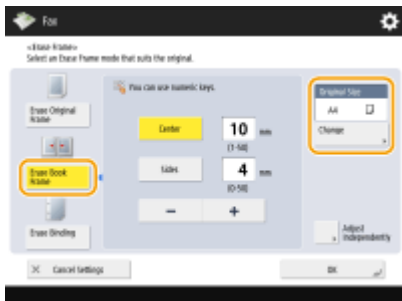 Fax
<Erase Frame>
Select an Erase Frame mode that suits the original.
You can use numeric keys.
Erase Original
Frame
Center
10 mm
(1-50)
Erase Book
Frame
Sides
4 mm
(0-50)
-
+
Erase Binding
Original Size
A4
Change
Adjust
Independently
X Cancel Settings
OK